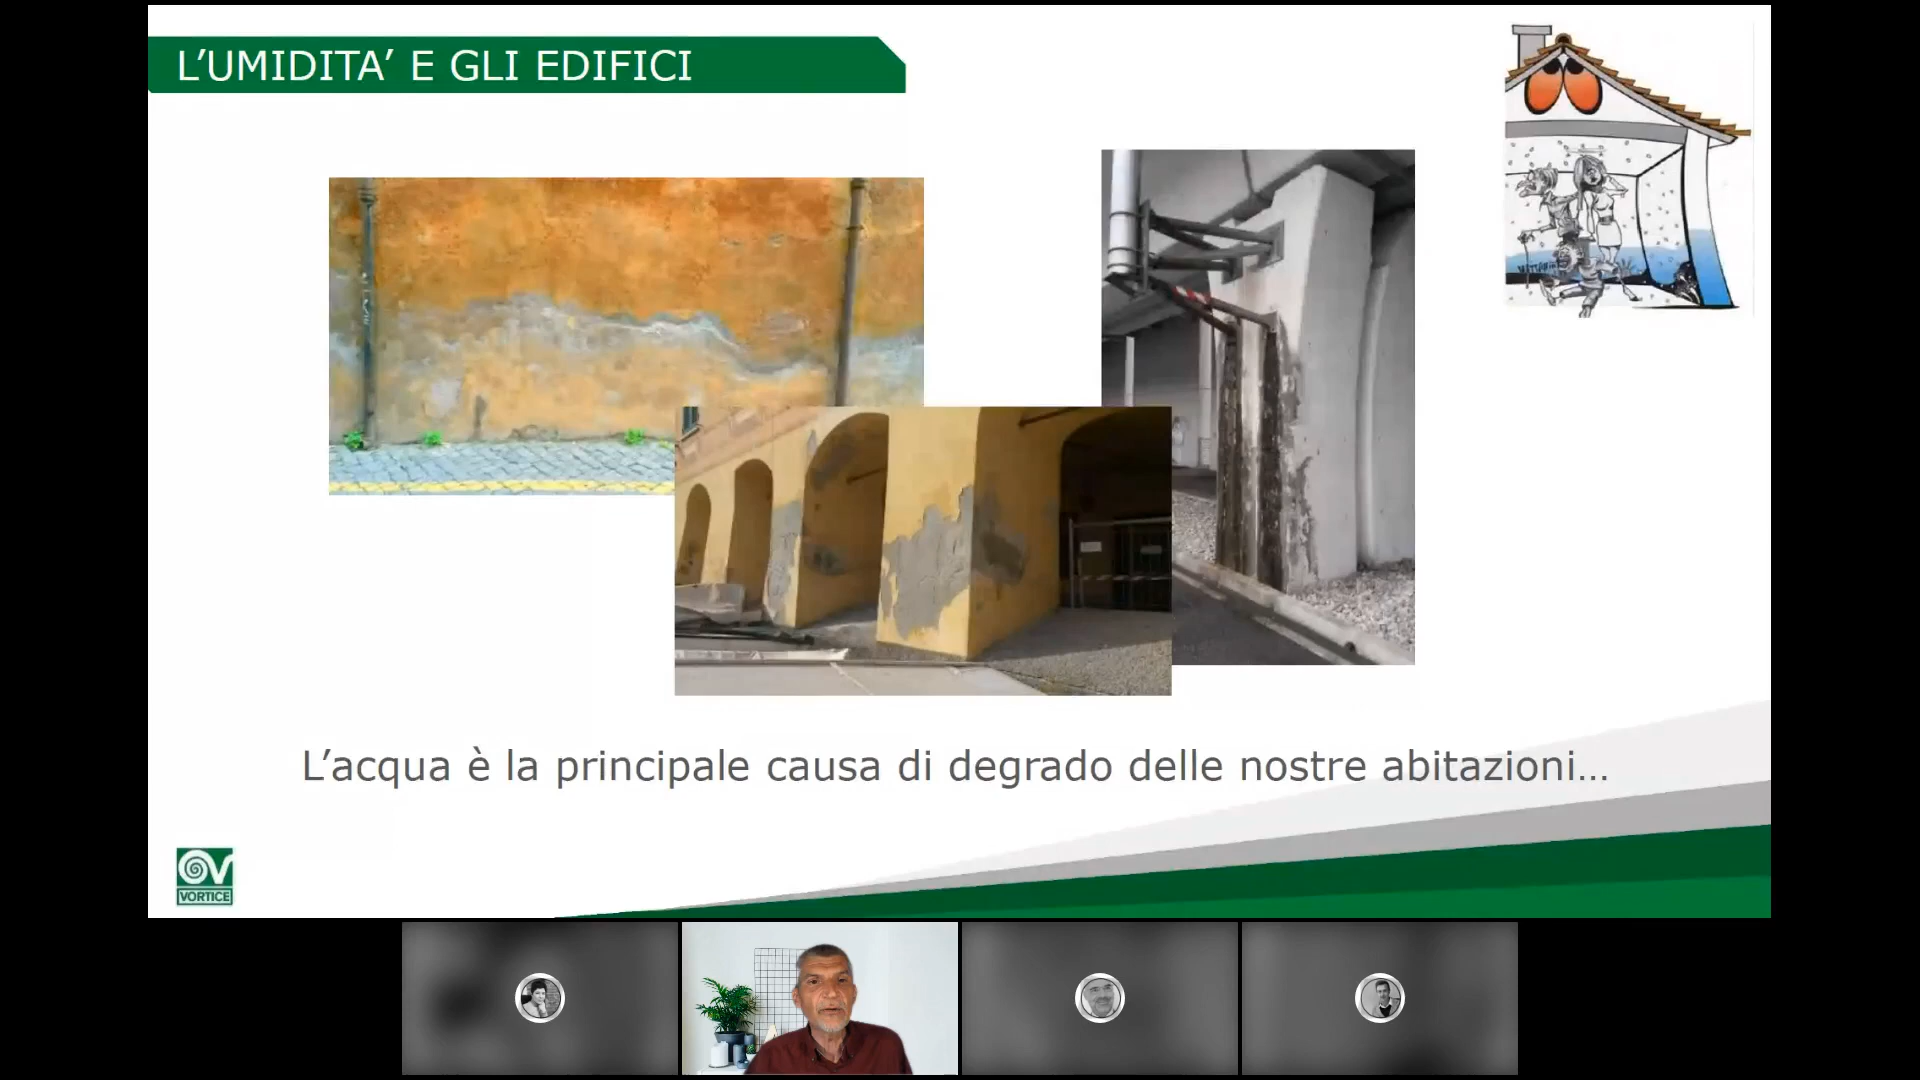 L’UMIDITA’ E GLI EDIFICI
L’acqua è la principale causa di degrado delle nostre abitazioni…
VORTICE